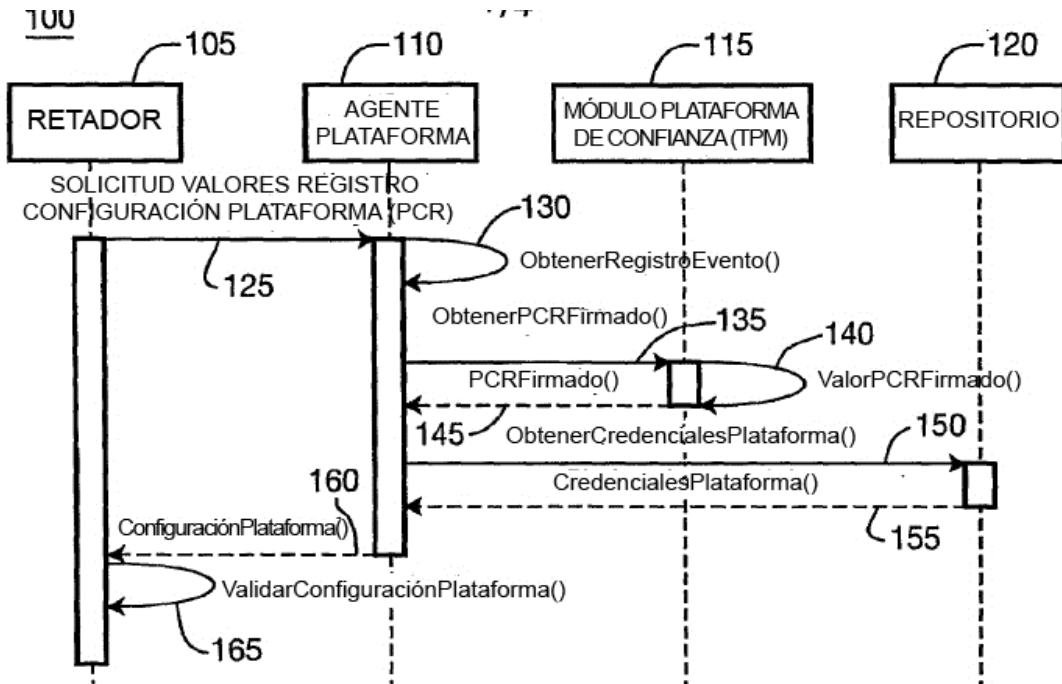 100
105
110
115
120
RETADOR
AGENTE
PLATAFORMA
MÓDULO PLATAFORMA
DE CONFIANZA (TPM)
REPOSITORIO
SOLICITUD VALORES REGISTRO
CONFIGURACIÓN PLATAFORMA (PCR)
130
125
ObtenerRegistroEvento()
ObtenerPCRFirmado()
135
140
PCRFirmado()
ValorPCRFirmado()
145
ObtenerCredencialesPlataforma()
150
160
CredencialesPlataforma()
155
ConfiguraciónPlataforma()
ValidarConfiguraciónPlataforma()
165